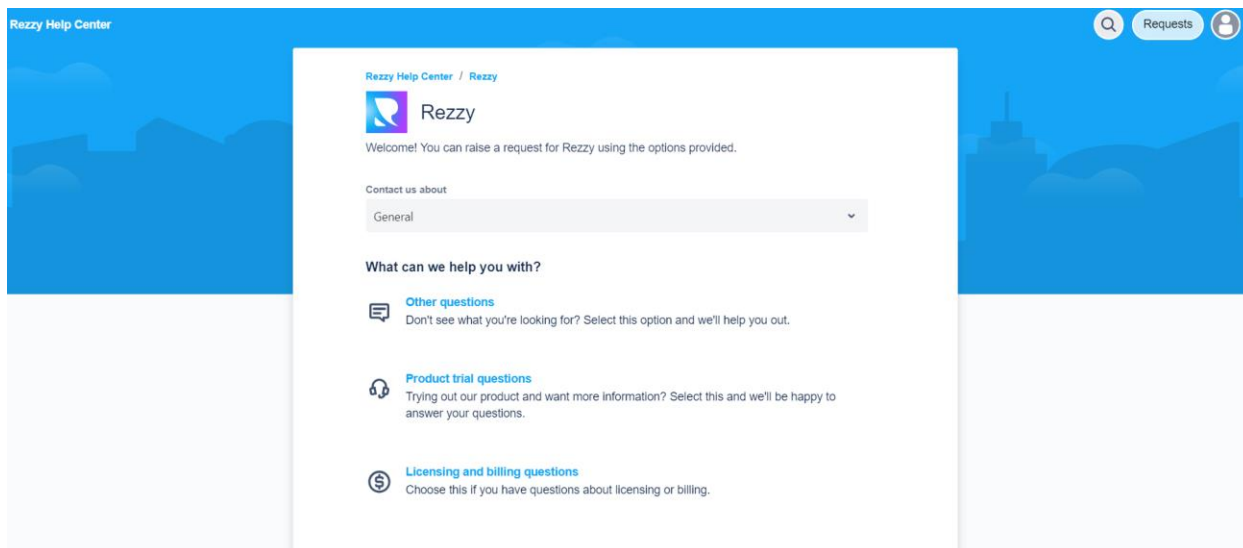 Rezzy Help Center
Requests
Rezzy Help Center / Rezzy
Rezzy
Welcome! You can raise a request for Rezzy using the options provided.
Contact us about
General
What can we help you with?
Other questions
Don't see what you're looking for? Select this option and we'll help you out.
Product trial questions
Trying out our product and want more information? Select this and we'll be happy to
answer your questions.
Licensing and billing questions
Choose this if you have questions about licensing or billing.